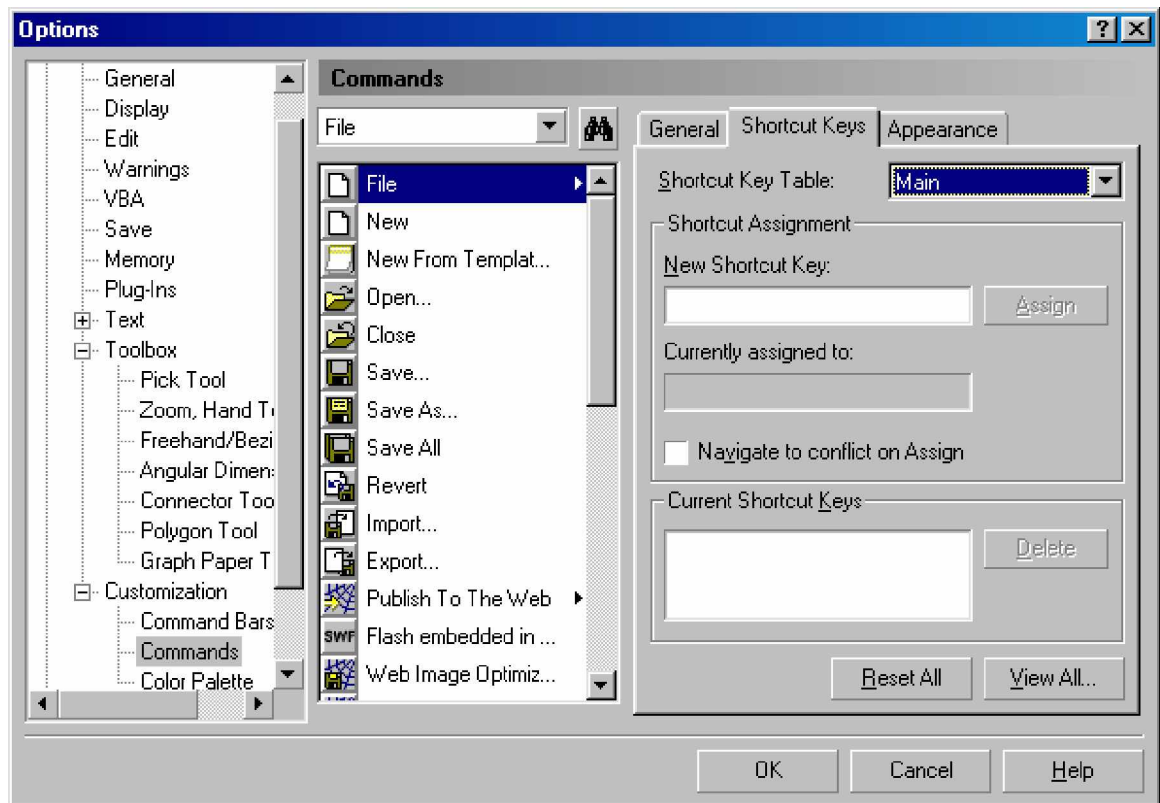 Options
General
Display
Edit
Warnings
VBA
Save
Memory
Plug-Ins
Text
Toolbox
Pick Tool
Zoom, Hand T
Freehand/Bezi
Angular Dimen
Connector Too
Polygon Tool
Graph Paper T
Customization
Command Bars
Commands
Color Palette
Commands
File
File
New
New From Templat...
Open...
Close
Save...
Save As...
Save All
Revert
Import...
Export...
Publish To The Web
SWF Flash embedded in ...
Web Image Optimiz...
General Shortcut Keys Appearance
Shortcut Key Table: Main
Shortcut Assignment
New Shortcut Key:
Assign
Currently assigned to:
Navigate to conflict on Assign
Current Shortcut Keys
Delete
Reset All View All...
OK Cancel Help